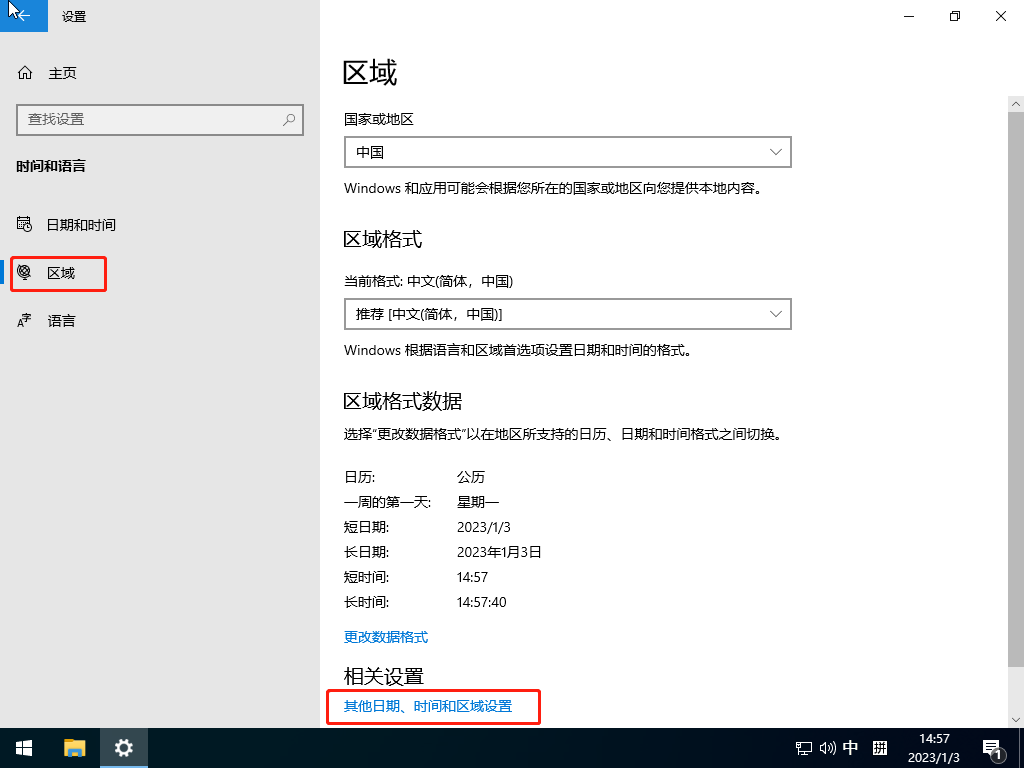 设置
主页
查找设置
时间和语言
日期和时间
区域
语言
区域
国家或地区
中国
Windows 和应用可能会根据您所在的国家或地区向您提供本地内容。
区域格式
当前格式: 中文(简体，中国)
推荐 [中文(简体，中国)]
Windows 根据语言和区域首选项设置日期和时间的格式。
区域格式数据
选择“更改数据格式”以在地区所支持的日历、日期和时间格式之间切换。
日历: 公历
一周的第一天: 星期一
短日期: 2023/1/3
长日期: 2023年1月3日
短时间: 14:57
长时间: 14:57:40
更改数据格式
相关设置
其他日期、时间和区域设置
中 拼
14:57
2023/1/3
1